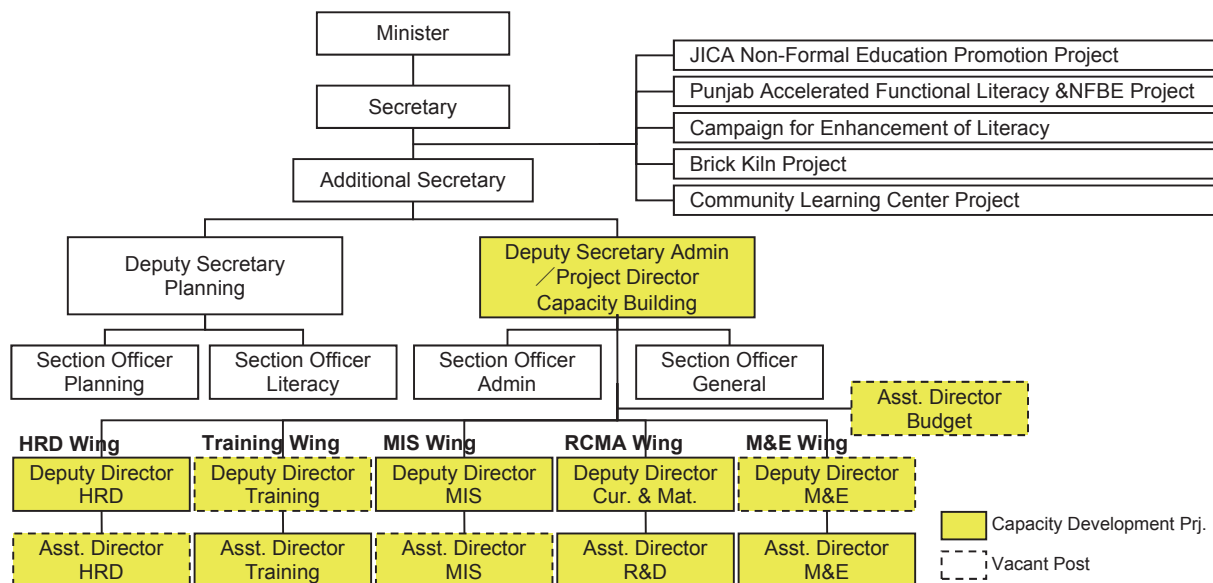 Minister
Secretary
Additional Secretary
JICA Non-Formal Education Promotion Project
Punjab Accelerated Functional Literacy &NFBE Project
Campaign for Enhancement of Literacy
Brick Kiln Project
Community Learning Center Project
Deputy Secretary
Planning
Deputy Secretary Admin
／Project Director
Capacity Building
Section Officer
Planning
Section Officer
Literacy
Section Officer
Admin
Section Officer
General
Asst. Director
Budget
HRD Wing
Training Wing
MIS Wing
RCMA Wing
M&E Wing
Deputy Director
HRD
Deputy Director
Training
Deputy Director
MIS
Deputy Director
Cur. & Mat.
Deputy Director
M&E
Asst. Director
HRD
Asst. Director
Training
Asst. Director
MIS
Asst. Director
R&D
Asst. Director
M&E
Capacity Development Prj.
Vacant Post